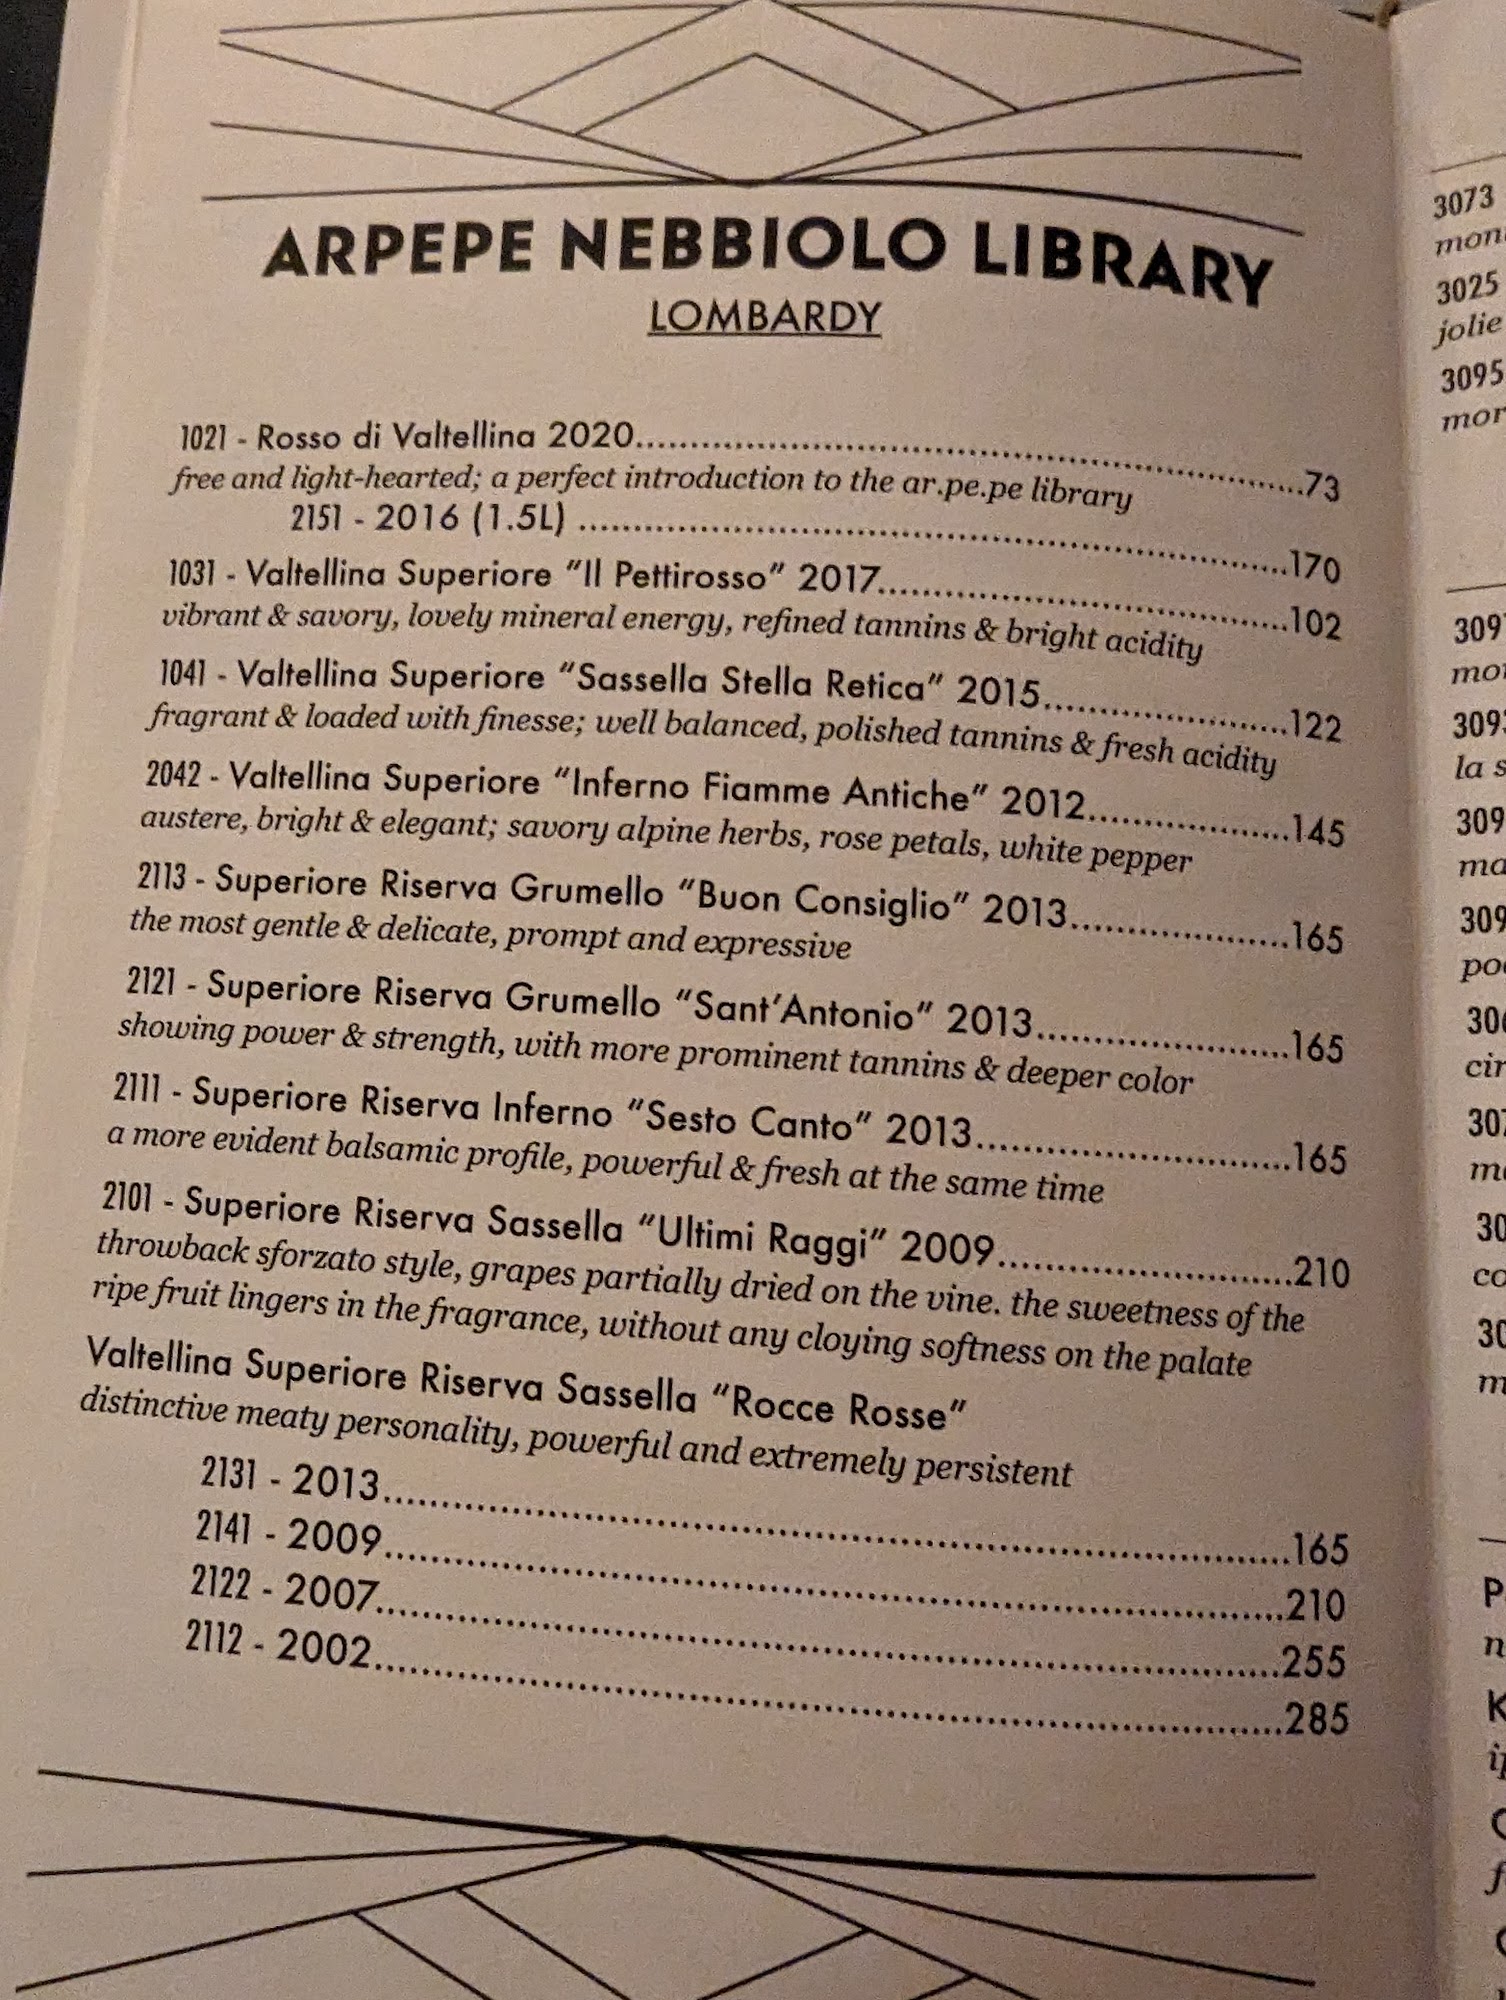 ARPEPE NEBBIOLO LIBRARY
LOMBARDY
1021 - Rosso di Valtellina 2020..........73
free and light-hearted; a perfect introduction to the ar.pe.pe library
2151 - 2016 (1.5L) ..........170
1031 - Valtellina Superiore "Il Pettirosso" 2017..........102
vibrant & savory, lovely mineral energy, refined tannins & bright acidity
1041 - Valtellina Superiore "Sassella Stella Retica" 2015..........122
fragrant & loaded with finesse; well balanced, polished tannins & fresh acidity
2042 - Valtellina Superiore "Inferno Fiamme Antiche" 2012..........145
austere, bright & elegant; savory alpine herbs, rose petals, white pepper
2113 - Superiore Riserva Grumello "Buon Consiglio" 2013..........165
the most gentle & delicate, prompt and expressive
2121 - Superiore Riserva Grumello "Sant'Antonio" 2013..........165
showing power & strength, with more prominent tannins & deeper color
2111 - Superiore Riserva Inferno "Sesto Canto" 2013..........165
a more evident balsamic profile, powerful & fresh at the same time
2101 - Superiore Riserva Sassella "Ultimi Raggi" 2009..........210
throwback sforzato style, grapes partially dried on the vine. the sweetness of the
ripe fruit lingers in the fragrance, without any cloying softness on the palate
Valtellina Superiore Riserva Sassella "Rocce Rosse"
distinctive meaty personality, powerful and extremely persistent
2131 - 2013..........165
2141 - 2009..........210
2122 - 2007..........255
2112 - 2002..........285
3073
3025
jolie
3095
la